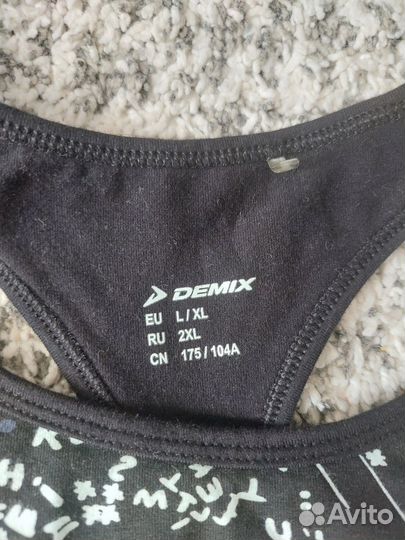 DEMIX
EU L / XL
RU 2XL
CN 175 / 104A
Avito